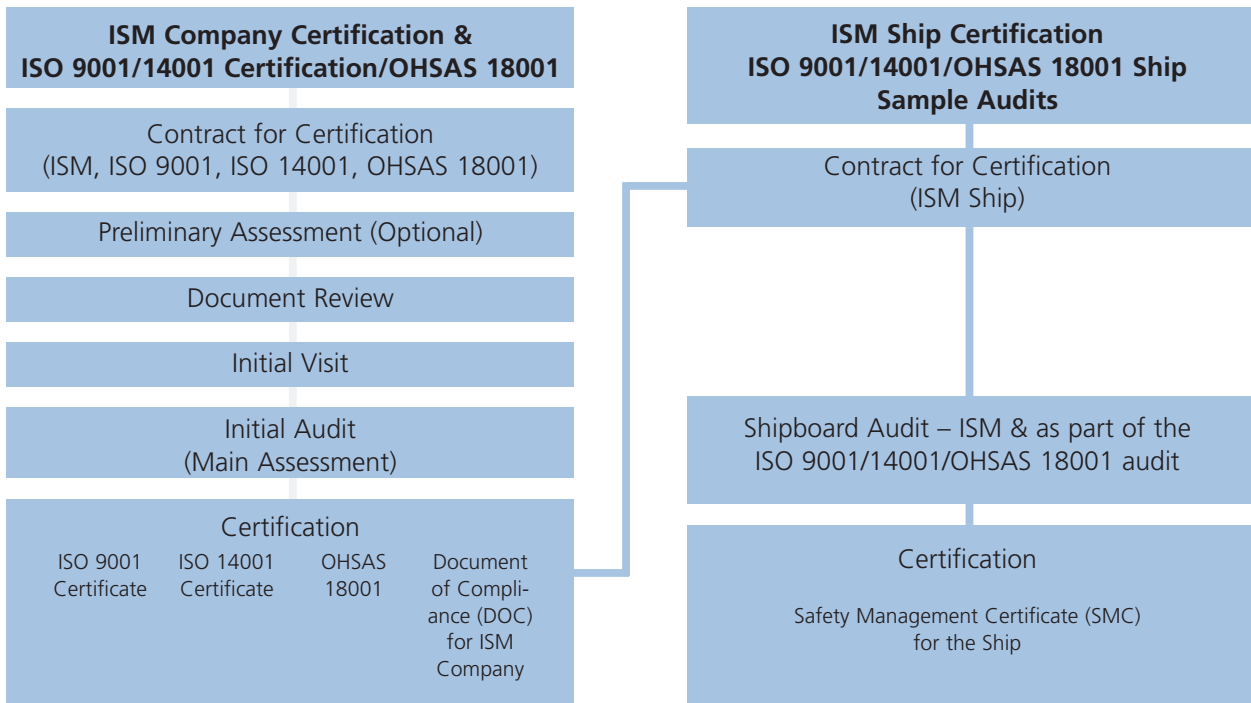 ISM Company Certification &
ISO 9001/14001 Certification/OHSAS 18001
Contract for Certification
(ISM, ISO 9001, ISO 14001, OHSAS 18001)
Preliminary Assessment (Optional)
Document Review
Initial Visit
Initial Audit
(Main Assessment)
Certification
ISO 9001
Certificate
ISO 14001
Certificate
OHSAS
18001
Document
of Compli-
ance (DOC)
for ISM
Company
ISM Ship Certification
ISO 9001/14001/OHSAS 18001 Ship
Sample Audits
Contract for Certification
(ISM Ship)
Shipboard Audit – ISM & as part of the
ISO 9001/14001/OHSAS 18001 audit
Certification
Safety Management Certificate (SMC)
for the Ship